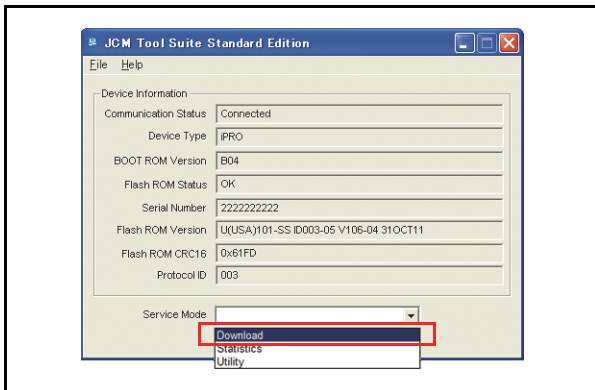 JCM Tool Suite Standard Edition
File Help
Device Information
Communication Status Connected
Device Type iPRO
BOOT ROM Version B04
Flash ROM Status OK
Serial Number 2222222222
Flash ROM Version U(USA)101-SS ID003-05 V106-04 31OCT11
Flash ROM CRC16 0x61FD
Protocol ID 003
Service Mode
Download
Statistics
Utility